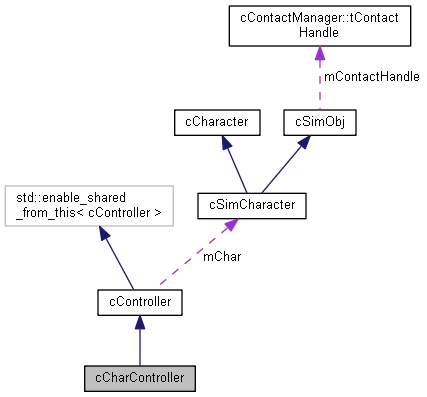 cContactManager::tContact
Handle
mContactHandle
cCharacter
cSimObj
std::enable_shared
_from_this< cController >
cSimCharacter
mChar
cController
cCharController